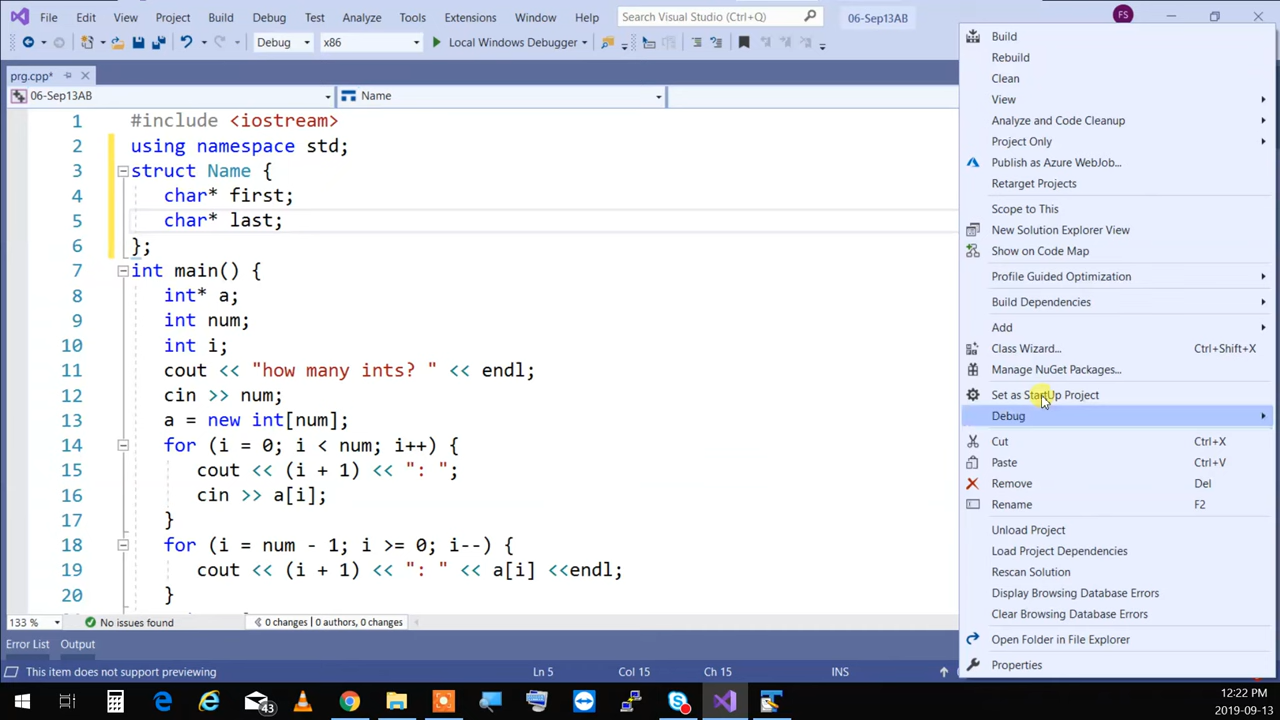 File Edit View Project Build Debug Test Analyze Tools Extensions Window Help Search Visual Studio (Ctrl+Q) 06-Sep13AB FS
Debug x86 Local Windows Debugger
prg.cpp*
06-Sep13AB Name
1 #include <iostream>
2 using namespace std;
3 struct Name {
4 char* first;
5 char* last;
6 };
7 int main() {
8 int* a;
9 int num;
10 int i;
11 cout << "how many ints? " << endl;
12 cin >> num;
13 a = new int[num];
14 for (i = 0; i < num; i++) {
15 cout << (i + 1) << ": ";
16 cin >> a[i];
17 }
18 for (i = num - 1; i >= 0; i--) {
19 cout << (i + 1) << ": " << a[i] <<endl;
20 }
133 % No issues found 0 changes | 0 authors, 0 changes
Error List Output
This item does not support previewing Ln 5 Col 15 Ch 15 INS
Build
Rebuild
Clean
View
Analyze and Code Cleanup
Project Only
Publish as Azure WebJob...
Retarget Projects
Scope to This
New Solution Explorer View
Show on Code Map
Profile Guided Optimization
Build Dependencies
Add
Class Wizard... Ctrl+Shift+X
Manage NuGet Packages...
Set as StartUp Project
Debug
Cut Ctrl+X
Paste Ctrl+V
Remove Del
Rename F2
Unload Project
Load Project Dependencies
Rescan Solution
Display Browsing Database Errors
Clear Browsing Database Errors
Open Folder in File Explorer
Properties
43
12:22 PM
2019-09-13